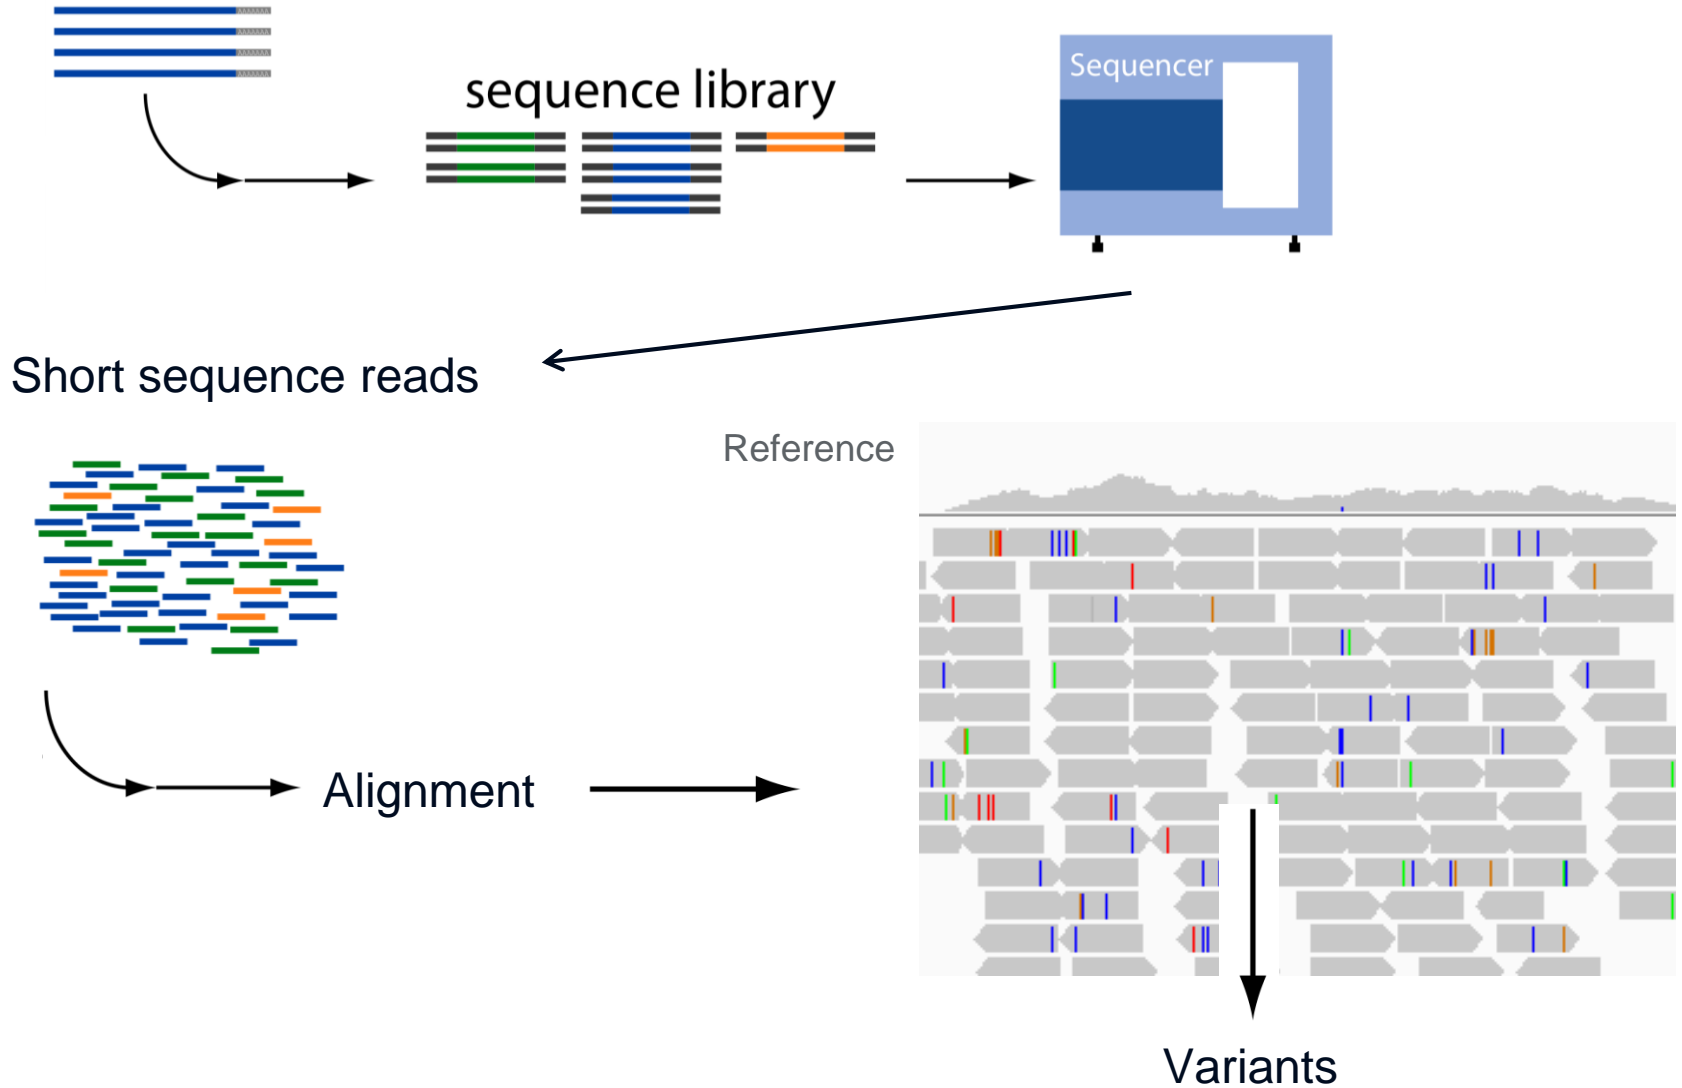 sequence library
Sequencer
Short sequence reads
Reference
Alignment
Variants